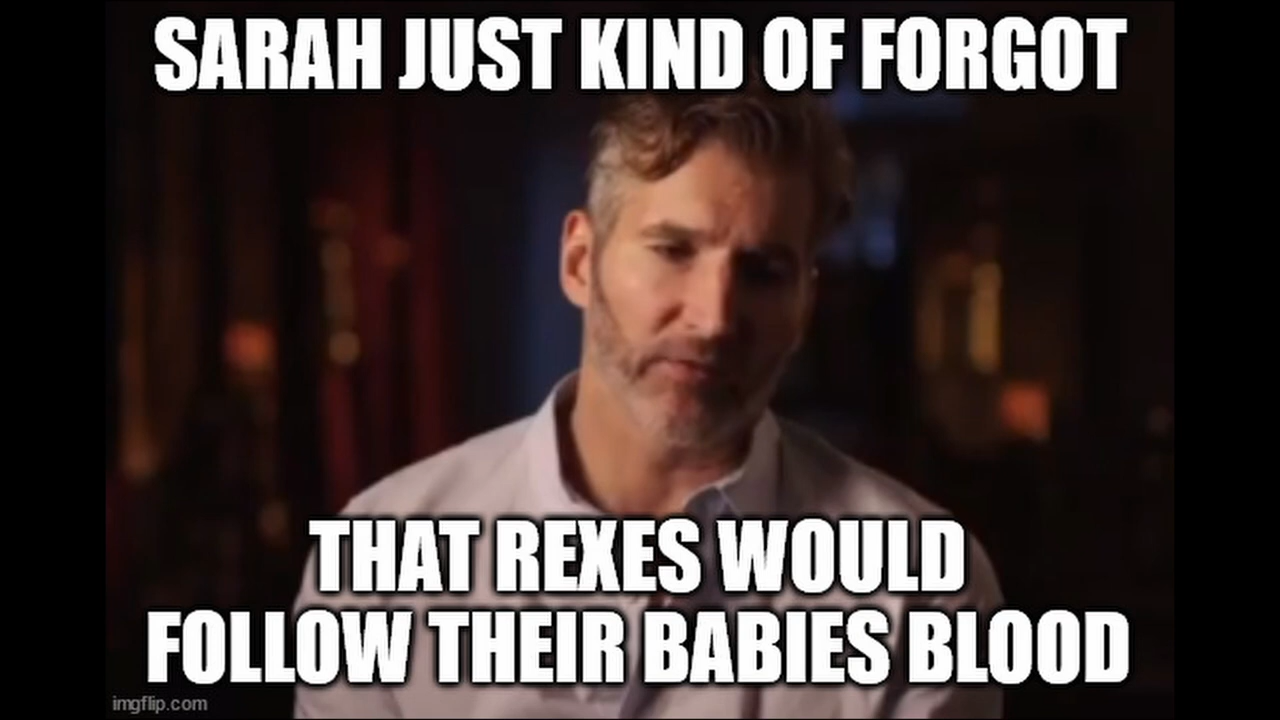 SARAH JUST KIND OF FORGOT
THAT REXES WOULD
FOLLOW THEIR BABIES BLOOD
imgflip.com